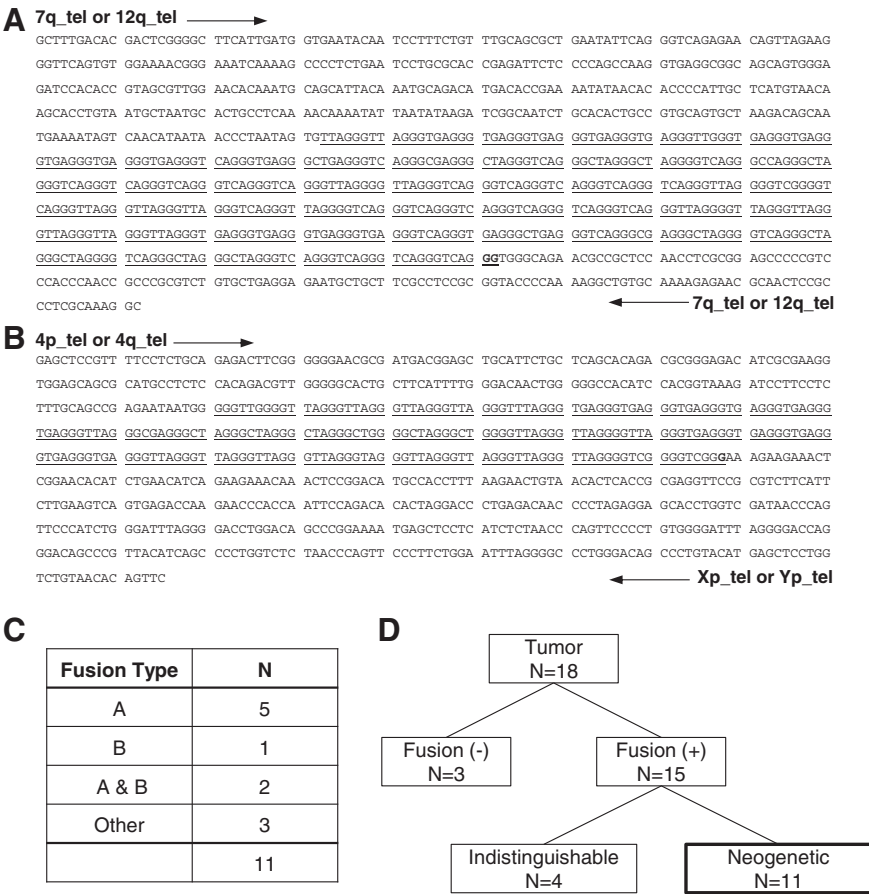 A
7q_tel or 12q_tel
GCTTTGACAC GACTCGGGGC TTCATTGATG GTGAATACAA TCCTTTCTGT TTGCAGCGCT GAATATTCAG GGTCAGAGAA CAGTTAGAAG
GGTTCAGTGT GGAAAACGGG AAATCAAAAG CCCCTCTGAA TCCTGCGCAC CGAGATTCTC CCCAGCCAAG GTGAGGCGGC AGCAGTGGGA
GATCCACACC GTAGCGTTGG AACACAAATG CAGCATTACA AATGCAGACA TGACACCGAA AATATAACAC ACCCCATTGC TCATGTAACA
AGCACCTGTA ATGCTAATGC ACTGCCTCAA AACAAAATAT TATAATAAGA TCGGCAATCT GCACACTGCC GTGCAGTGCT AAGACAGCAA
TGAAAATAGT CAACATAATA ACCCTAATAG TGTTAGGGTT AGGGTGAGGG TGAGGGTGAG GGTGAGGGTG AGGGTTGGGT GAGGGTGAGG
GTGAGGGTGA GGGTGAGGGT CAGGGTGAGG GCTGAGGGTC AGGGCGAGGG CTAGGGTCAG GGCTAGGGCT AGGGGTCAGG GCCAGGGCTA
GGGTCAGGGT CAGGGTCAGG GTCAGGGTCA GGGTTAGGGG TTAGGGTCAG GGTCAGGGTC AGGGTCAGGG TCAGGGTTAG GGGTCGGGGT
CAGGGTTAGG GTTAGGGTTA GGGTCAGGGT TAGGGGTCAG GGTCAGGGTC AGGGTCAGGG TCAGGGTCAG GGTTAGGGGT TAGGGTTAGG
GTTAGGGTTA GGGTTAGGGT GAGGGTGAGG GTGAGGGTGA GGGTCAGGGT GAGGGCTGAG GGTCAGGGCG AGGGCTAGGG GTCAGGGCTA
GGGCTAGGGG TCAGGGCTAG GGCTAGGGTC AGGGTCAGGG TCAGGGTCAG GGTGGGCAGA ACGCCGCTCC AACCTCGCGG AGCCCCCGTC
CCACCCAACC GCCCGCGTCC GTGCTGAGGA GAATGCTGCT TCGCCTCCGC GGTACCCCAA AAGGCTGTGC AAAAGAGAAC GCAACTCCGC
CCTCGCAAAG GC
7q_tel or 12q_tel
B
4p_tel or 4q_tel
GAGCTCCGTT TTCCTCTGCA GAGACTTCGG GGGGAACGCG ATGACGGAGC TGCATTCTGC TCAGCACAGA CGCGGGAGAC ATCGCGAAGG
TGGAGCAGCG CATGCCTCTC CACAGACGTT GGGGGCACTG CTTCATTTTG GGACAACTGG GGGCCACATC CACGGTAAAG ATCCTTCCTC
TTTGCAGCCG AGAATAATGG GGGTTGGGGT TAGGGTTAGG GTTAGGGTTA GGGTTTAGGG TGAGGGTGAG GGTGAGGGTG AGGGTGAGGG
TGAGGGTTAG GGCGAGGGCT AGGGCTAGGG CTAGGGCTGG GGCTAGGGCT GGGGTTAGGG TTAGGGGTTA GGGTGAGGGT GAGGGTGAGG
GTGAGGGTGA GGGTTAGGGT TAGGGTTAGG GTTAGGGTAG GGTTAGGGTT AGGGTTAGGG TTAGGGGTCG GGGTCGGGAA AGAAGAAACT
CGGAACACAT CTGAACATCA GAAGAAACAA ACTCCGGACA TGCCACCTTT AAGAACTGTA ACACTCACCG CGAGGTTCCG CGTCTTCATT
CTTGAAGTCA GTGAGACCAA GAACCCACCA ATTCCAGACA CACTAGGACC CTGAGACAAC CCCTAGAGGA GCACCTGGTC GATAACCCAG
TTCCCATCTG GGATTTAGGG GACCTGGACA GCCCGGAAAA TGAGCTCCTC ATCTCTAACC CAGTTCCCCT GTGGGGATTT AGGGGACCAG
GGACAGCCCG TTACATCAGC CCCTGGTCTC TAACCCAGTT CCCTTCTGGA ATTTAGGGGC CCTGGGACAG CCCTGTACAT GAGCTCCTGG
TCTGTAACAC AGTTC
Xp_tel or Yp_tel
C
Fusion Type N
A 5
B 1
A & B 2
Other 3
11
D
Tumor
N=18
Fusion (-)
N=3
Fusion (+)
N=15
Indistinguishable
N=4
Neogenetic
N=11